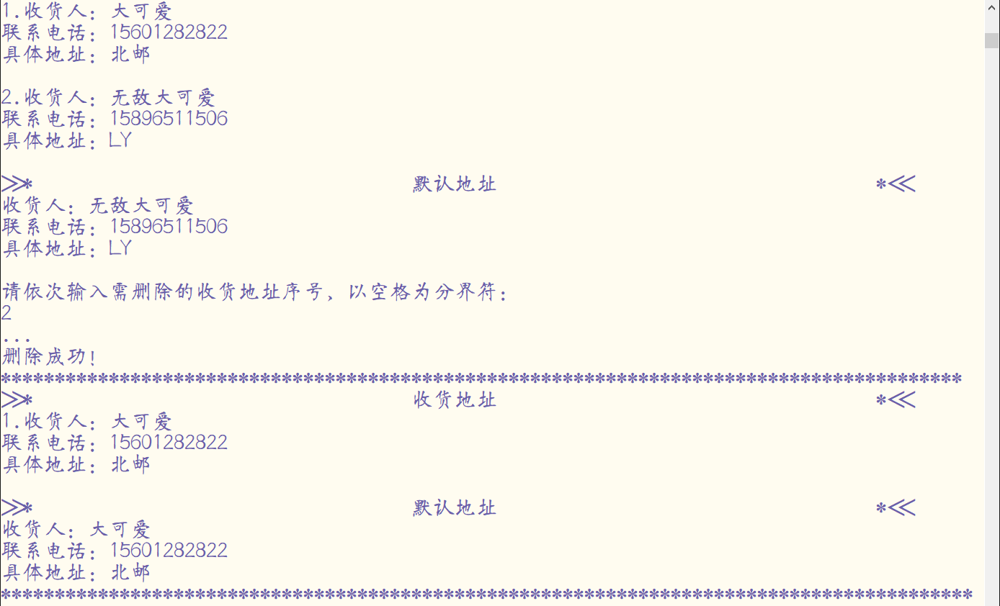 1.收货人：大可爱
联系电话：15601282822
具体地址：北邮
2.收货人：无敌大可爱
联系电话：15896511506
具体地址：LY
>>* 默认地址 *<<
收货人：无敌大可爱
联系电话：15896511506
具体地址：LY
请依次输入需删除的收货地址序号，以空格为分界符：
2
...
删除成功！
*****************************************************************************************
>>* 收货地址 *<<
1.收货人：大可爱
联系电话：15601282822
具体地址：北邮
>>* 默认地址 *<<
收货人：大可爱
联系电话：15601282822
具体地址：北邮
******************************************************************************************